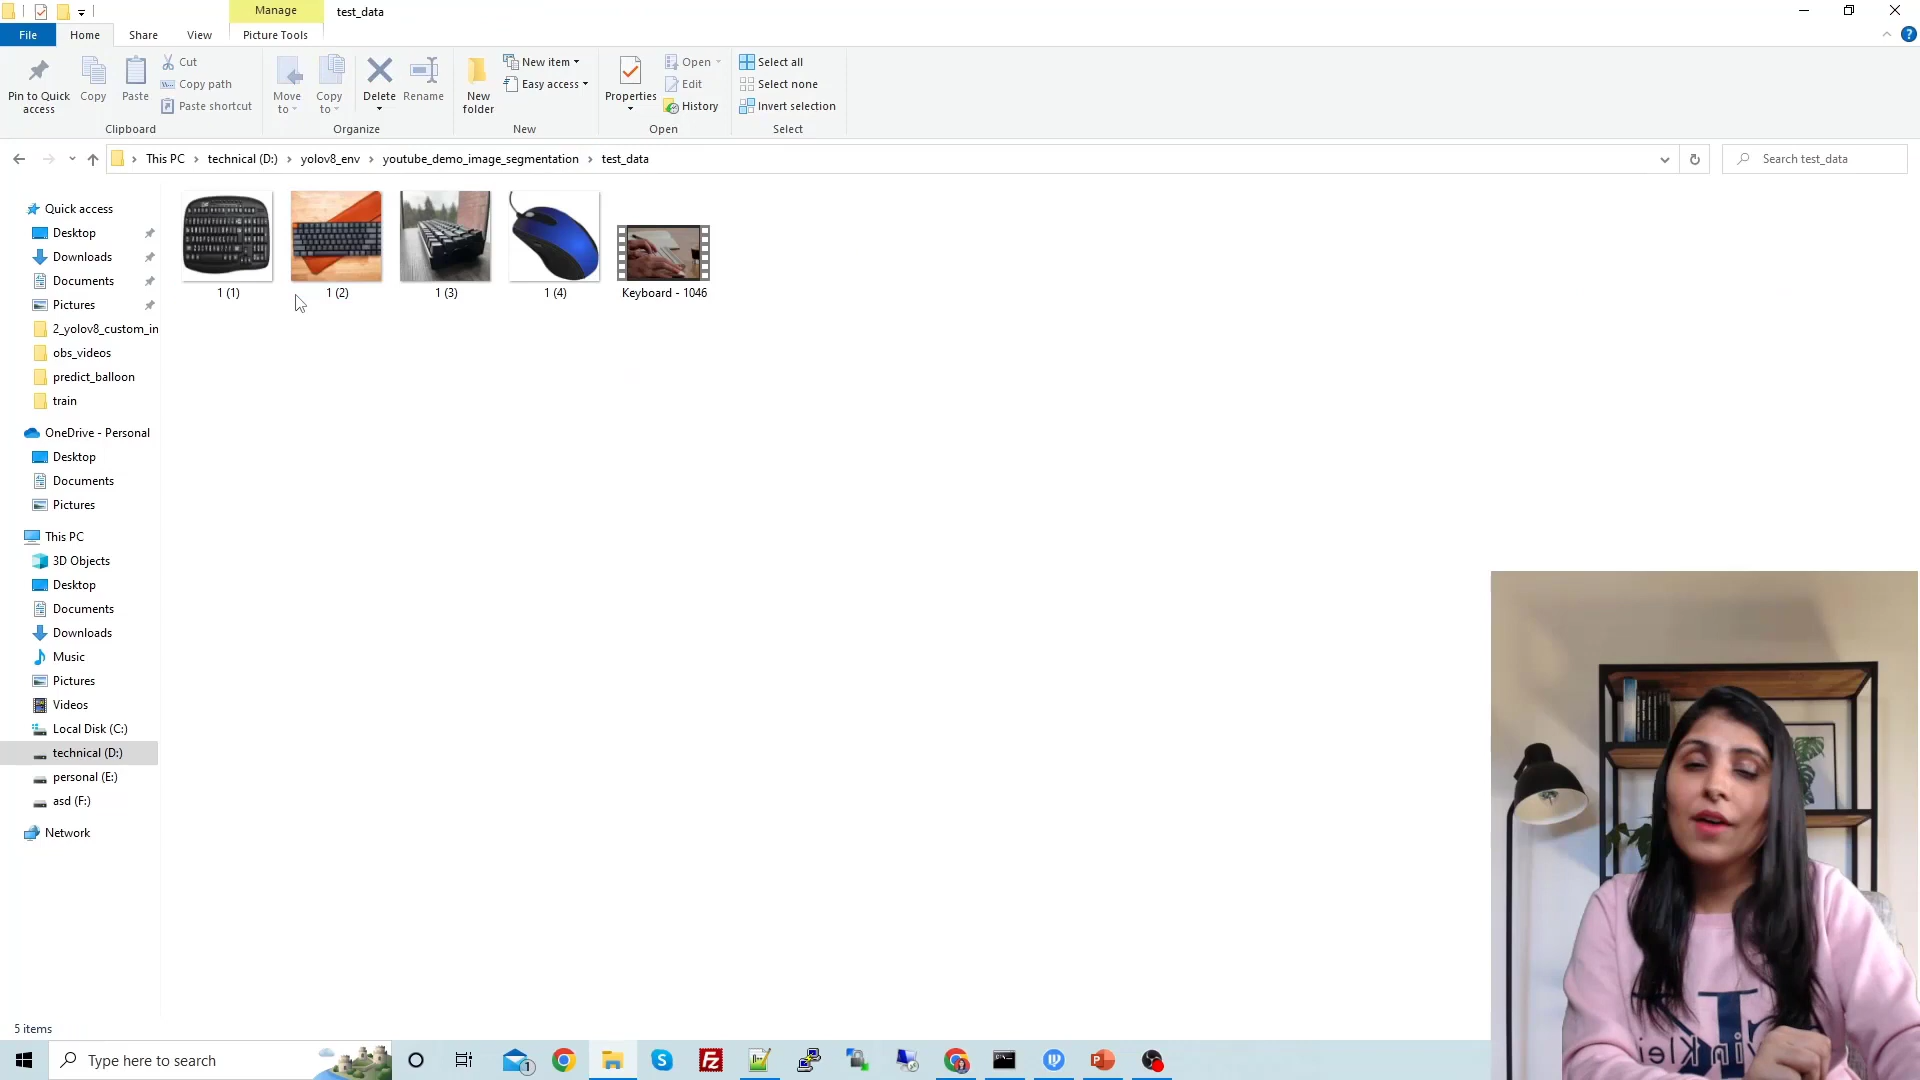 Manage
test_data
File
Home
Share
View
Picture Tools
Pin to Quick access
Copy
Paste
Cut
Copy path
Paste shortcut
Clipboard
Move to
Copy to
Delete
Rename
Organize
New folder
New item
Easy access
New
Properties
Open
Edit
History
Open
Select all
Select none
Invert selection
Select
This PC > technical (D:) > yolov8_env > youtube_demo_image_segmentation > test_data
Search test_data
Quick access
Desktop
Downloads
Documents
Pictures
2_yolov8_custom_in
obs_videos
predict_balloon
train
OneDrive - Personal
Desktop
Documents
Pictures
This PC
3D Objects
Desktop
Documents
Downloads
Music
Pictures
Videos
Local Disk (C:)
technical (D:)
personal (E:)
asd (F:)
Network
1 (1)
1 (2)
1 (3)
1 (4)
Keyboard - 1046
5 items
Type here to search
1